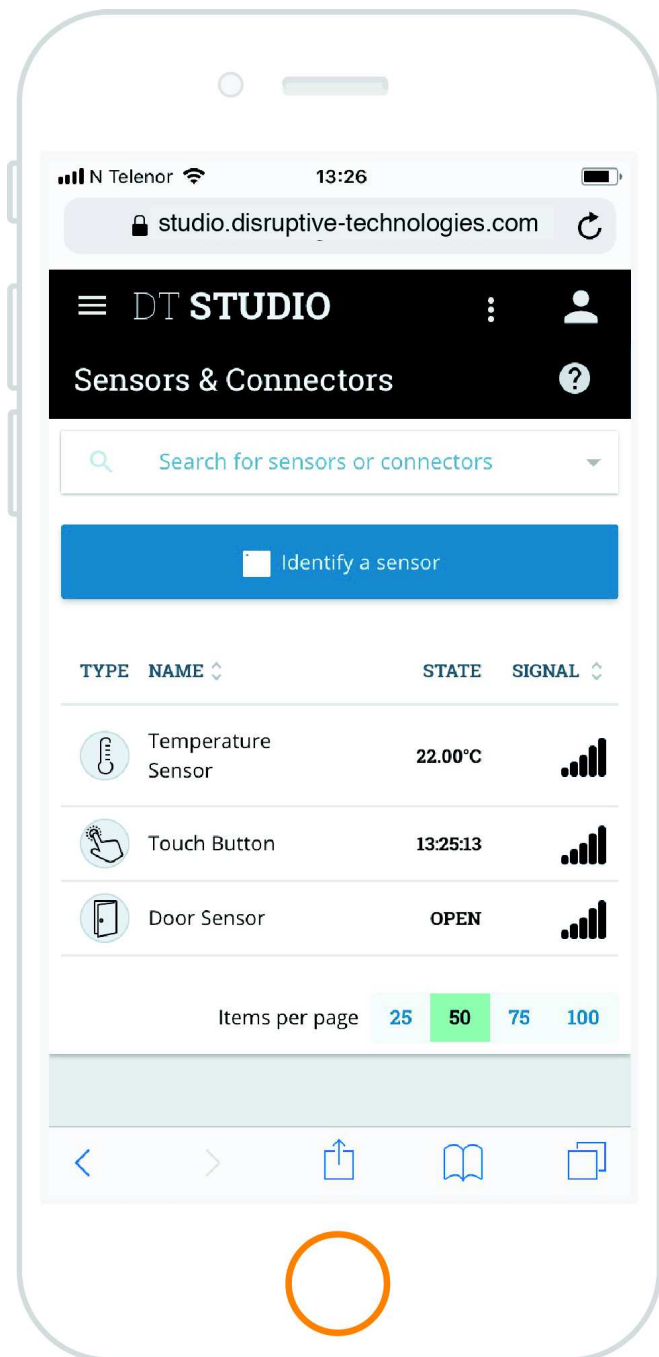 N Telenor 13:26
studio.disruptive-technologies.com
DT STUDIO
Sensors & Connectors ?
Search for sensors or connectors
Identify a sensor
TYPE NAME STATE SIGNAL
Temperature
Sensor 22.00°C
Touch Button 13:25:13
Door Sensor OPEN
Items per page 25 50 75 100